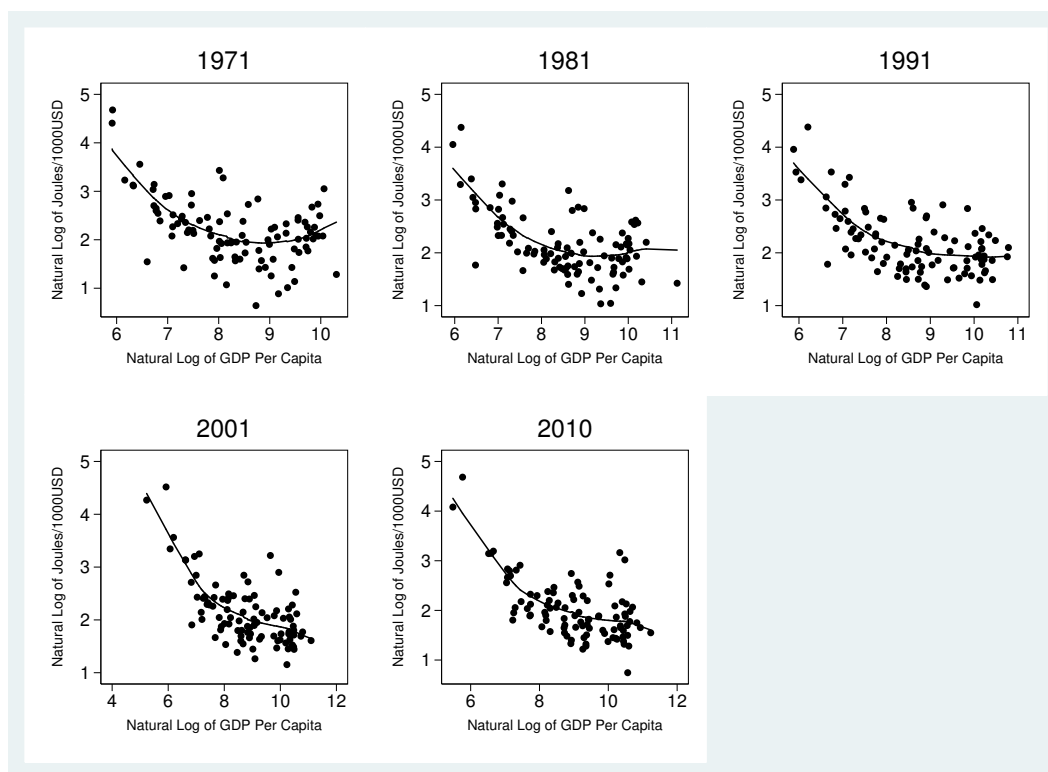 1971
1981
1991
5
4
3
2
1
Natural Log of Joules/1000USD
6 7 8 9 10
Natural Log of GDP Per Capita
5
4
3
2
1
Natural Log of Joules/1000USD
6 7 8 9 10 11
Natural Log of GDP Per Capita
5
4
3
2
1
Natural Log of Joules/1000USD
6 7 8 9 10 11
Natural Log of GDP Per Capita
2001
2010
5
4
3
2
1
Natural Log of Joules/1000USD
4 6 8 10 12
Natural Log of GDP Per Capita
5
4
3
2
1
Natural Log of Joules/1000USD
6 8 10 12
Natural Log of GDP Per Capita